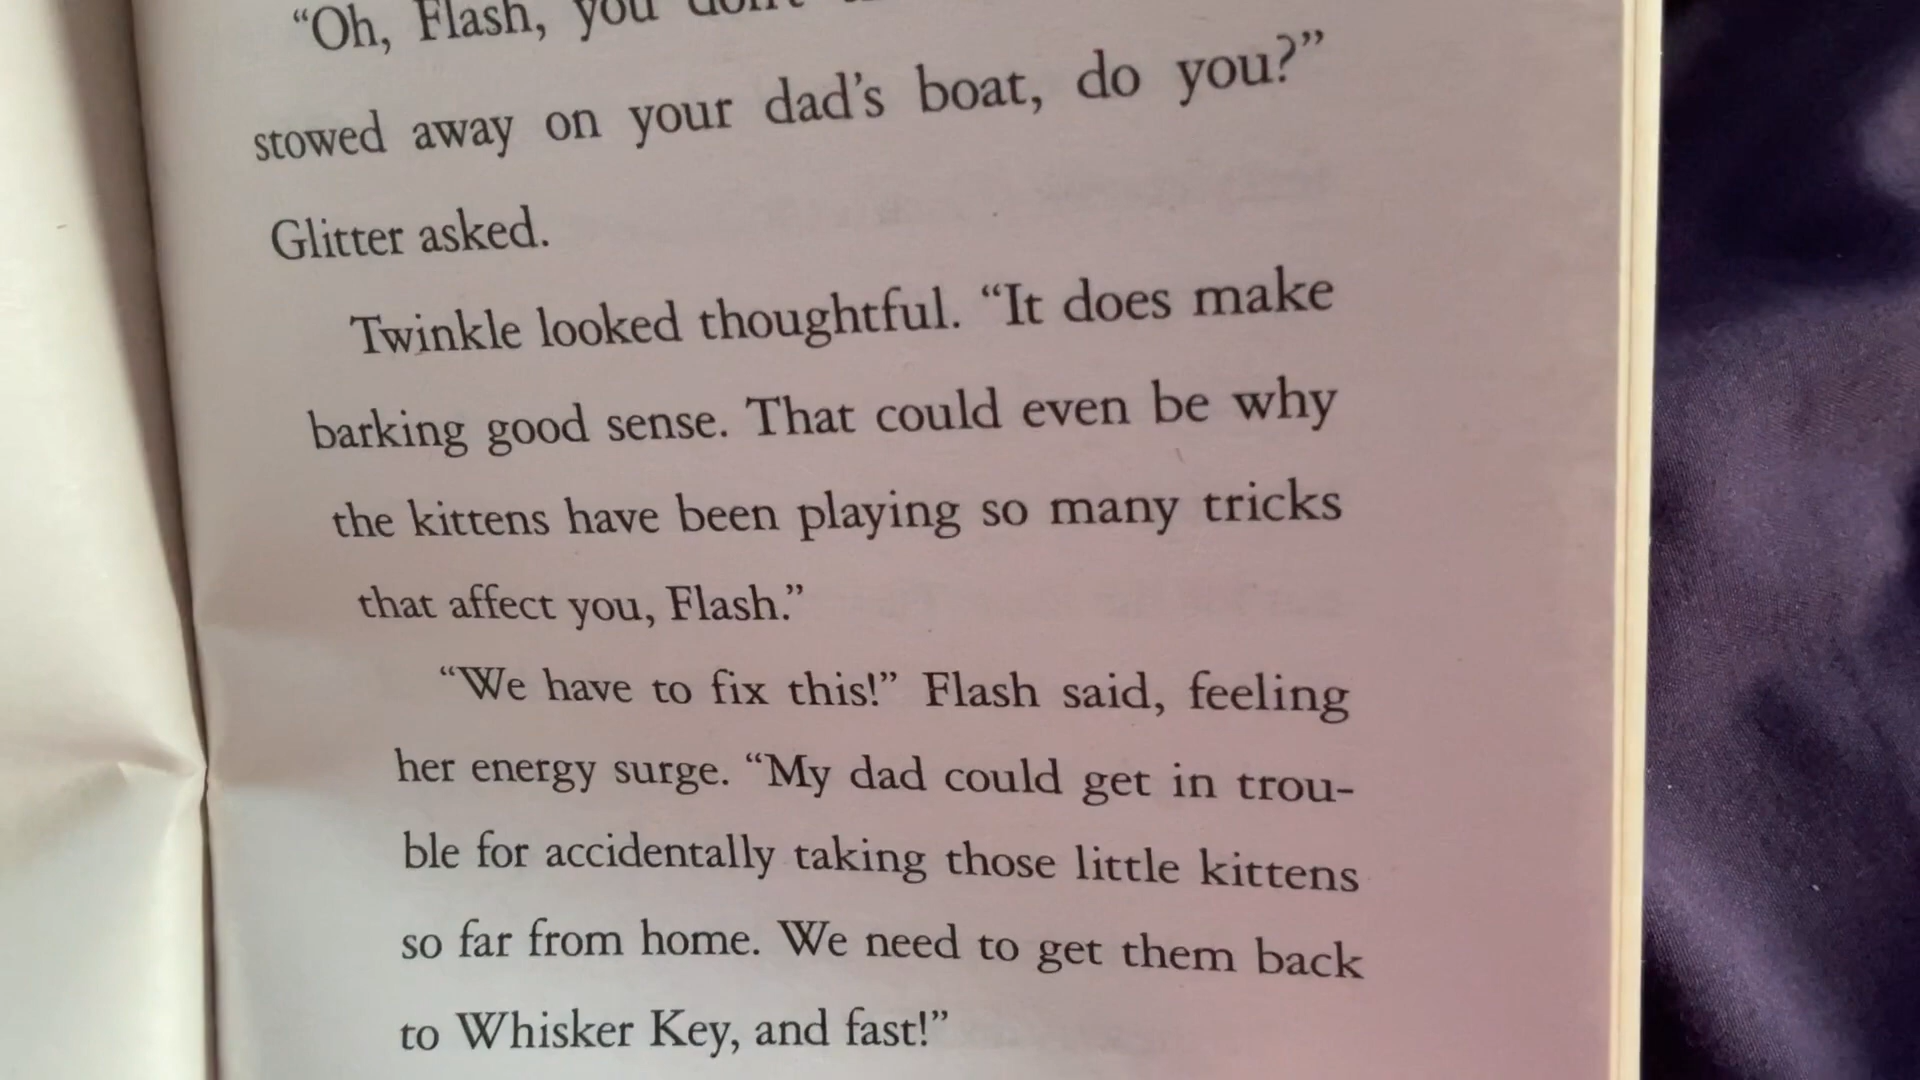 “Oh, Flash, you don’t
stowed away on your dad’s boat, do you?”
Glitter asked.
Twinkle looked thoughtful. “It does make
barking good sense. That could even be why
the kittens have been playing so many tricks
that affect you, Flash.”
“We have to fix this!” Flash said, feeling
her energy surge. “My dad could get in trou-
ble for accidentally taking those little kittens
so far from home. We need to get them back
to Whisker Key, and fast!”